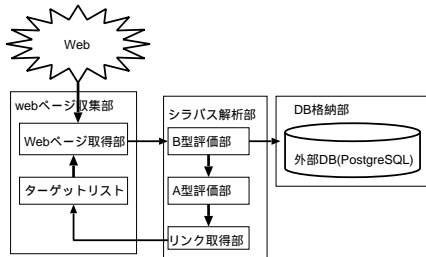 Web
webページ収集部
Webページ取得部
ターゲットリスト
シラバス解析部
B型評価部
A型評価部
リンク取得部
DB格納部
外部DB(PostgreSQL)